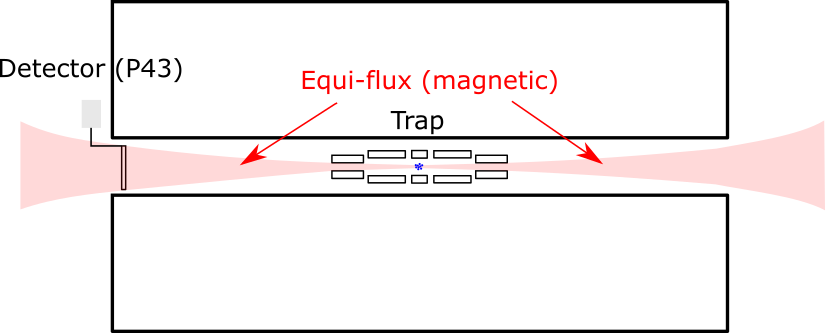 Detector (P43)
Equi-flux (magnetic)
Trap
*